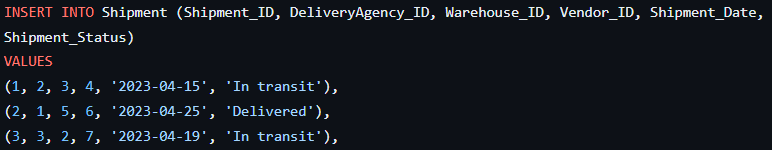 INSERT INTO Shipment (Shipment_ID, DeliveryAgency_ID, Warehouse_ID, Vendor_ID, Shipment_Date,
Shipment_Status)
VALUES
(1, 2, 3, 4, '2023-04-15', 'In transit'),
(2, 1, 5, 6, '2023-04-25', 'Delivered'),
(3, 3, 2, 7, '2023-04-19', 'In transit'),